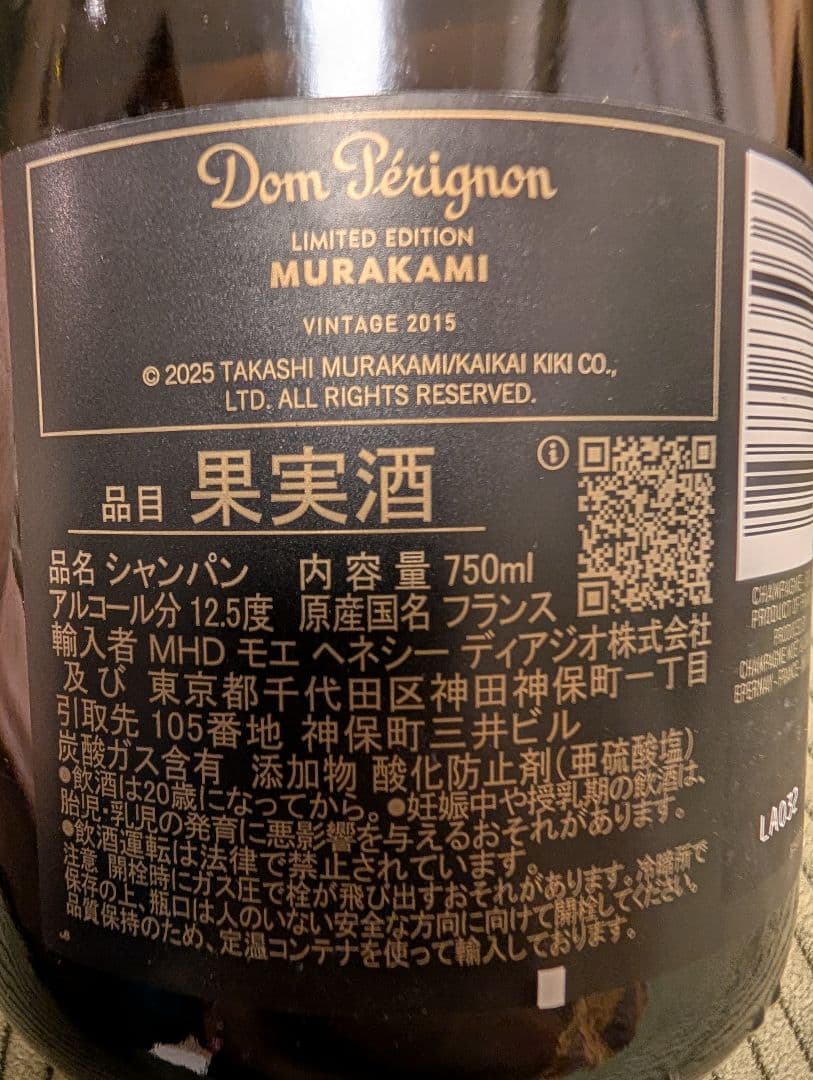 Dom Pérignon
LIMITED EDITION
MURAKAMI
VINTAGE 2015
© 2025 TAKASHI MURAKAMI/KAIKAI KIKI CO.,
LTD. ALL RIGHTS RESERVED.
品目 果実酒
品名 シャンパン 内容量 750ml
アルコール分 12.5度 原産国名 フランス
輸入者 MHD モエ ヘネシー ディアジオ株式会社
及び 東京都千代田区神田神保町一丁目
引取先 105番地 神保町三井ビル
炭酸ガス含有 添加物 酸化防止剤(亜硫酸塩)
●飲酒は20歳になってから。●妊娠中や授乳期の飲酒は、
胎児・乳児の発育に悪影響を与えるおそれがあります。
●飲酒運転は法律で禁止されています。
注意 開栓時にガス圧で栓が飛び出すおそれがあります。冷暗所で
保存の上、瓶口は人のいない安全な方向に向けて開栓してください。
品質保持のため、定温コンテナを使って輸入しております。
CHAMPAGNE
PRODUCT OF
EPERNAY - FRANCE
LA032